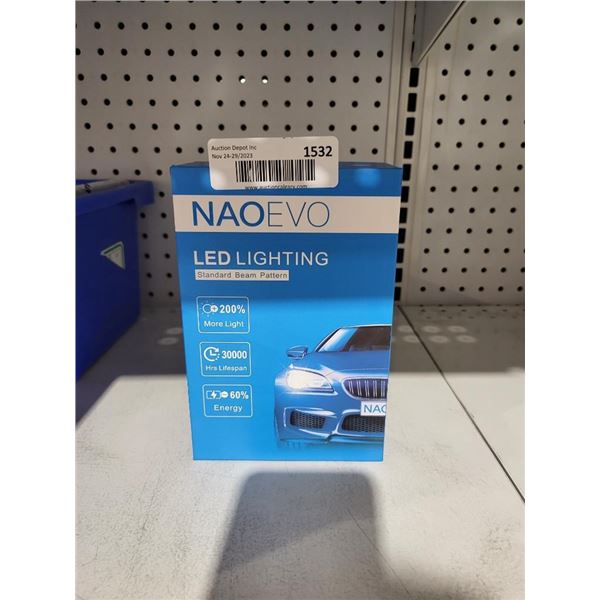 Auction Depot Inc
Nov 24-29/2023
1532
NAOEVO
LED LIGHTING
Standard Beam Pattern
200%
More Light
30000
Hrs Lifespan
60%
Energy
NAO